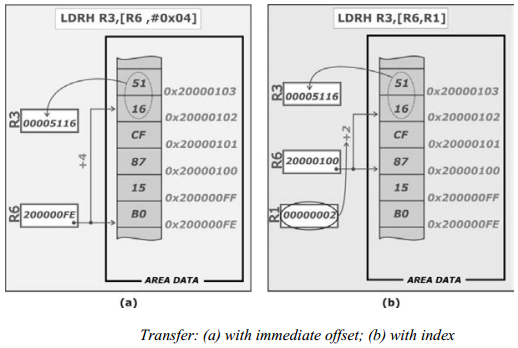 LDRH R3,[R6 ,#0x04]
51
0x20000103
R3
00005116
16
0x20000102
CF
0x20000101
+4
87
0x20000100
15
0x200000FF
R6
200000FE
B0
0x200000FE
AREA DATA
(a)
LDRH R3,[R6,R1]
51
0x20000103
R3
00005116
16
0x20000102
+2
CF
0x20000101
R6
20000100
87
0x20000100
15
0x200000FF
R1
00000002
B0
0x200000FE
AREA DATA
(b)
Transfer: (a) with immediate offset; (b) with index